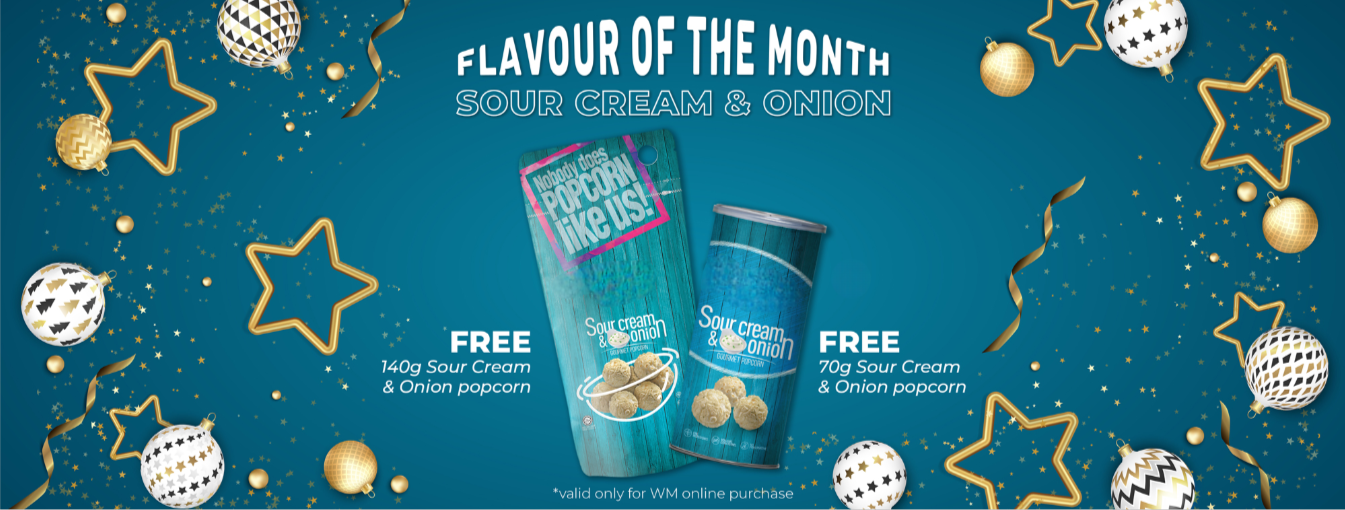 FLAVOUR OF THE MONTH
SOUR CREAM & ONION
Nobody does
POPCORN
like us!
Sour cream
& onion
GOURMET POPCORN
Sour cream
& onion
GOURMET POPCORN
FREE
140g Sour Cream
& Onion popcorn
FREE
70g Sour Cream
& Onion popcorn
*valid only for WM online purchase